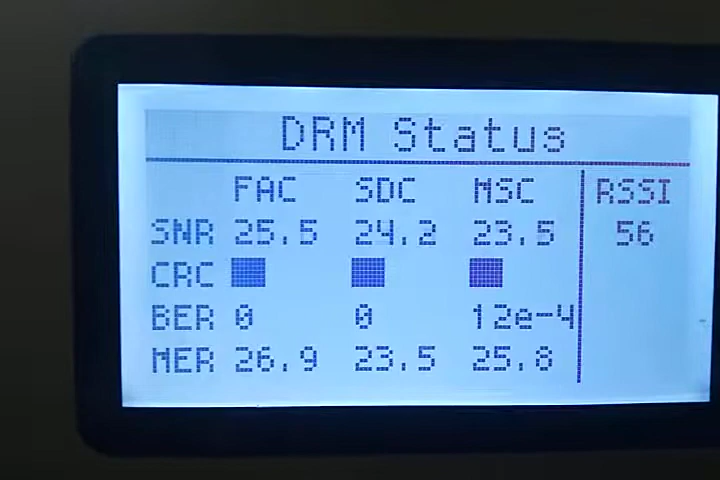 DRM Status
FAC SDC MSC RSSI
SNR 25.5 24.2 23.5 56
CRC
BER 0 0 12e-4
MER 26.9 23.5 25.8